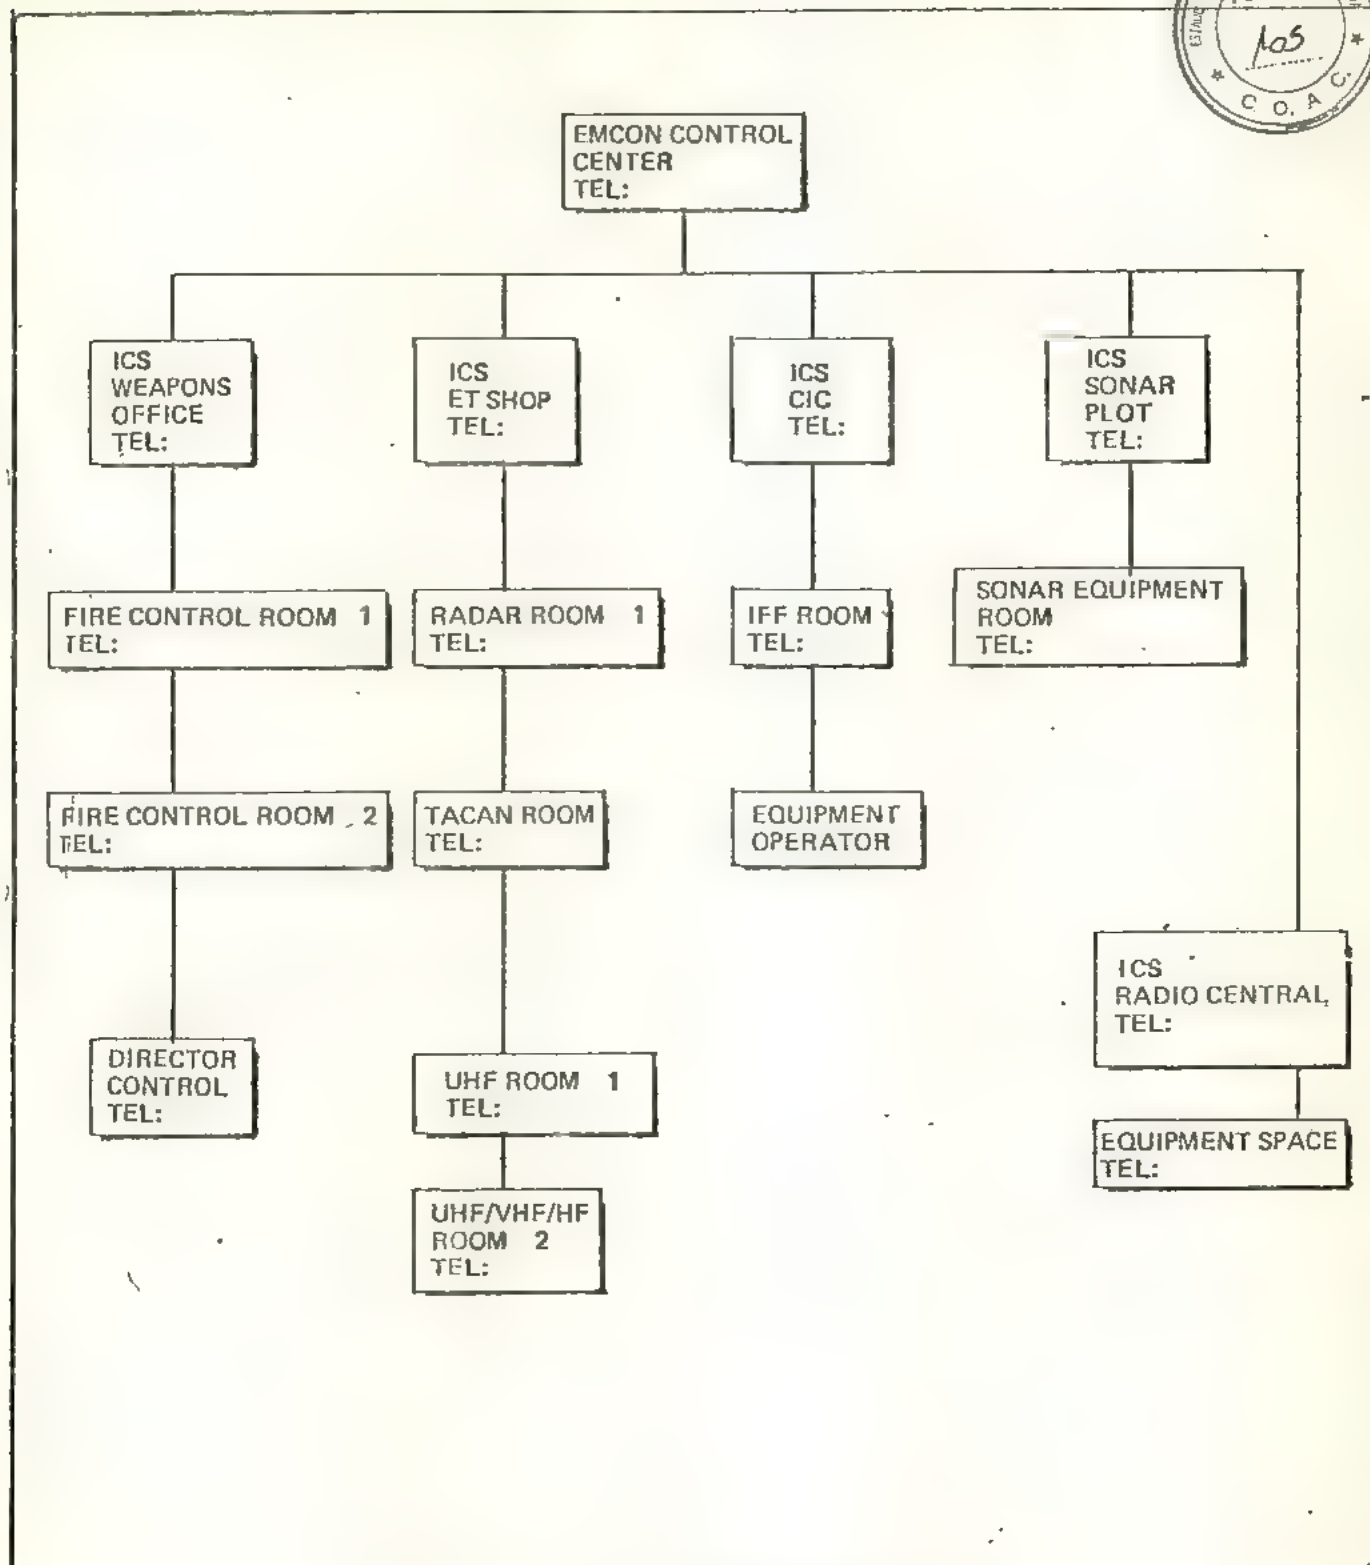 105
C. O. A. C.
EMCON CONTROL
CENTER
TEL:
ICS
WEAPONS
OFFICE
TEL:
ICS
ET SHOP
TEL:
ICS
CIC
TEL:
ICS
SONAR
PLOT
TEL:
FIRE CONTROL ROOM 1
TEL:
RADAR ROOM 1
TEL:
IFF ROOM
TEL:
SONAR EQUIPMENT
ROOM
TEL:
FIRE CONTROL ROOM 2
TEL:
TACAN ROOM
TEL:
EQUIPMENT
OPERATOR
ICS
RADIO CENTRAL
TEL:
DIRECTOR
CONTROL
TEL:
UHF ROOM 1
TEL:
EQUIPMENT SPACE
TEL:
UHF/VHF/HF
ROOM 2
TEL: